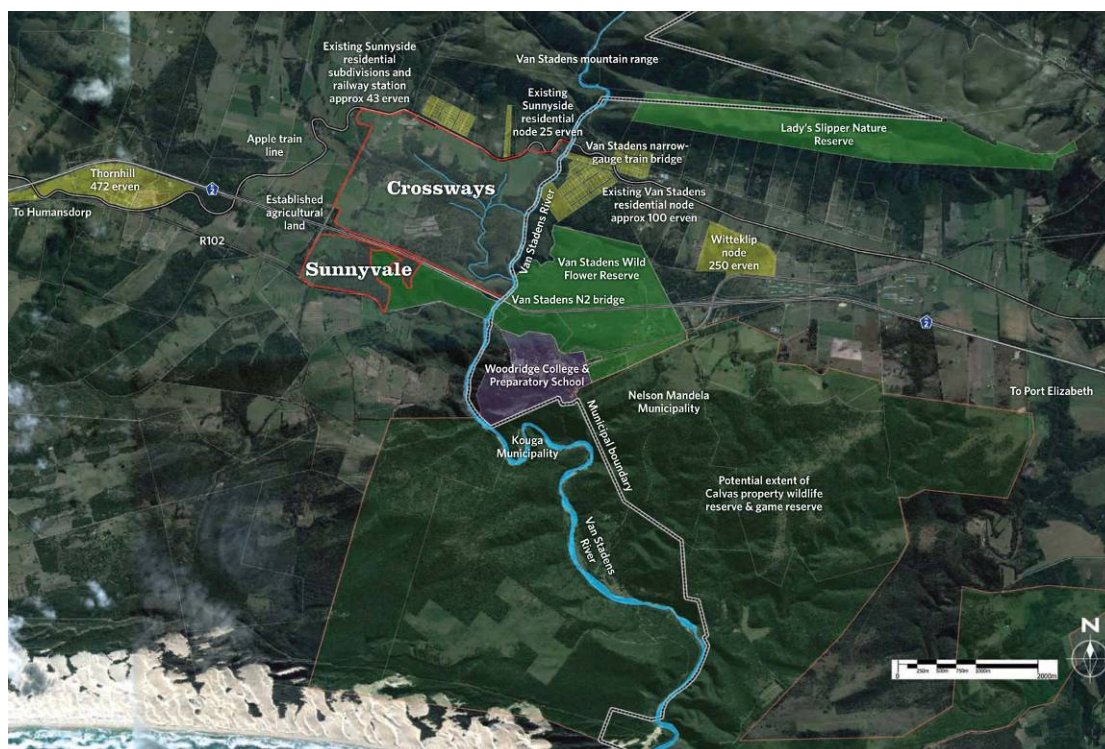 Existing Sunnyside
residential
subdivisions and
railway station
approx 43 erven
Van Stadens mountain range
Existing
Sunnyside
residential
node 25 erven
Lady's Slipper Nature
Reserve
Apple train
line
Van Stadens narrow-
gauge train bridge
Thornhill
472 erven
2
Crossways
Existing Van Stadens
residential node
approx 100 erven
To Humansdorp
Established
agricultural
land
Van Stadens River
R102
Witteklip
node
250 erven
Sunnyvale
Van Stadens Wild
Flower Reserve
Van Stadens N2 bridge
2
Woodridge College &
Preparatory School
To Port Elizabeth
Nelson Mandela
Municipality
Municipal boundary
Kouga
Municipality
Potential extent of
Calvas property wildlife
reserve & game reserve
Van Stadens
River
N
0 250m 500m 750m 1000m 2000m